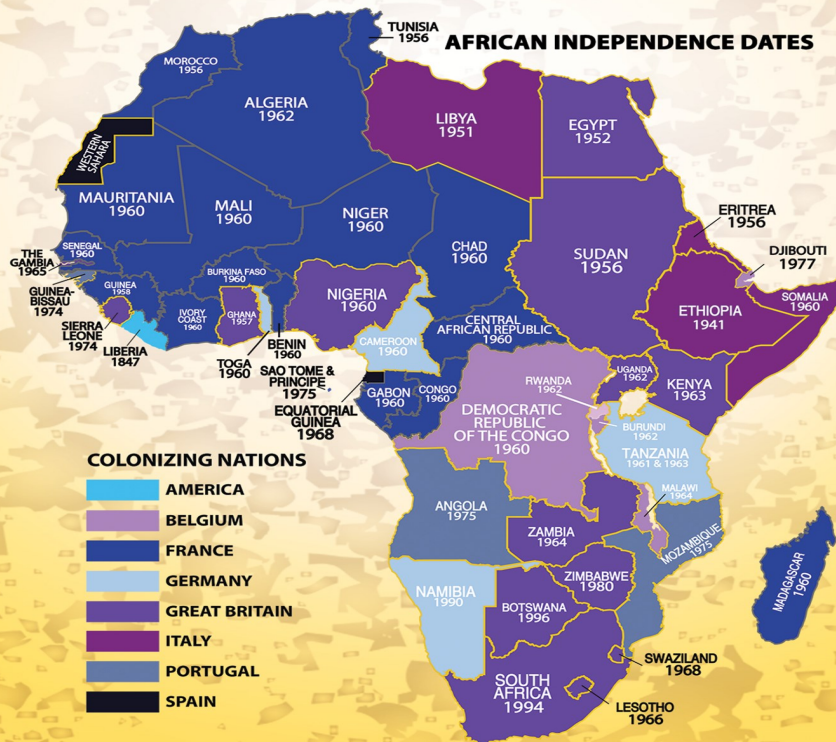 AFRICAN INDEPENDENCE DATES
TUNISIA
1956
MOROCCO
1956
ALGERIA
1962
LIBYA
1951
EGYPT
1952
WESTERN
SAHARA
MAURITANIA
1960
MALI
1960
NIGER
1960
CHAD
1960
SUDAN
1956
ERITREA
1956
DJIBOUTI
1977
SENEGAL
1960
THE
GAMBIA
1965
GUINEA-
BISSAU
1974
GUINEA
1958
SIERRA
LEONE
1974
LIBERIA
1847
IVORY
COAST
1960
BURKINA FASO
1960
GHANA
1957
TOGA
1960
BENIN
1960
NIGERIA
1960
CAMEROON
1960
CENTRAL
AFRICAN REPUBLIC
1960
ETHIOPIA
1941
SOMALIA
1960
SAO TOME &
PRINCIPE
1975
EQUATORIAL
GUINEA
1968
GABON
1960
CONGO
1960
RWANDA
1962
DEMOCRATIC
REPUBLIC
OF THE CONGO
1960
UGANDA
1962
KENYA
1963
BURUNDI
1962
TANZANIA
1961 & 1963
MALAWI
1964
ANGOLA
1975
ZAMBIA
1964
MOZAMBIQUE
1975
NAMIBIA
1990
ZIMBABWE
1980
BOTSWANA
1996
MADAGASCAR
1960
SWAZILAND
1968
SOUTH
AFRICA
1994
LESOTHO
1966
COLONIZING NATIONS
AMERICA
BELGIUM
FRANCE
GERMANY
GREAT BRITAIN
ITALY
PORTUGAL
SPAIN